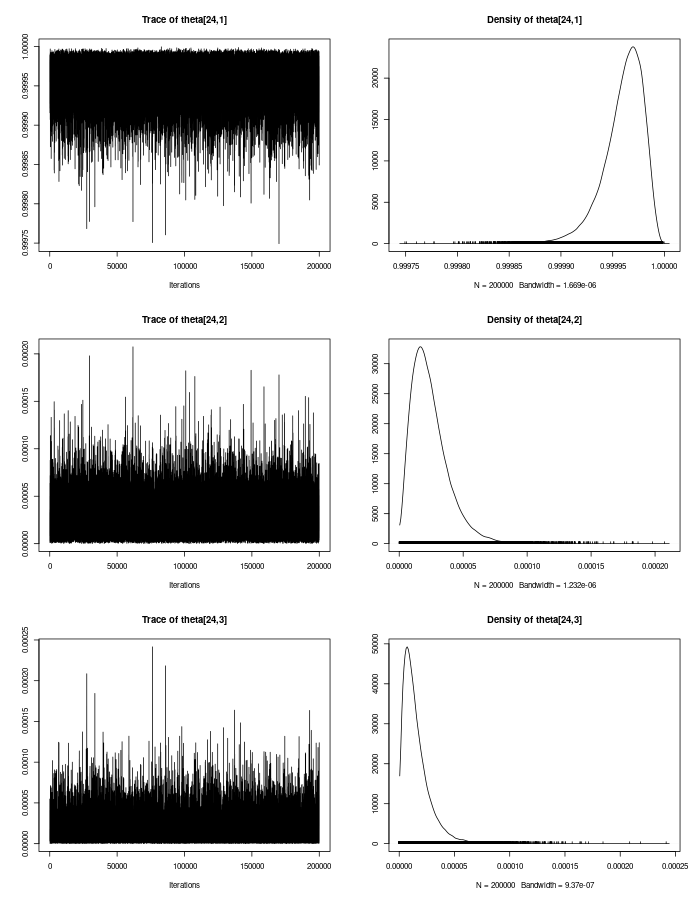 Trace of theta[24,1]
0.99975 0.99980 0.99985 0.99990 0.99995 1.00000
0 50000 100000 150000 200000
Iterations
Density of theta[24,1]
0 5000 10000 15000 20000
0.99975 0.99980 0.99985 0.99990 0.99995 1.00000
N = 200000 Bandwidth = 1.669e-06
Trace of theta[24,2]
0.00000 0.00005 0.00010 0.00015 0.00020
0 50000 100000 150000 200000
Iterations
Density of theta[24,2]
0 5000 10000 15000 20000 25000 30000
0.00000 0.00005 0.00010 0.00015 0.00020
N = 200000 Bandwidth = 1.232e-06
Trace of theta[24,3]
0.00000 0.00005 0.00010 0.00015 0.00020 0.00025
0 50000 100000 150000 200000
Iterations
Density of theta[24,3]
0 10000 20000 30000 40000 50000
0.00000 0.00005 0.00010 0.00015 0.00020 0.00025
N = 200000 Bandwidth = 9.37e-07